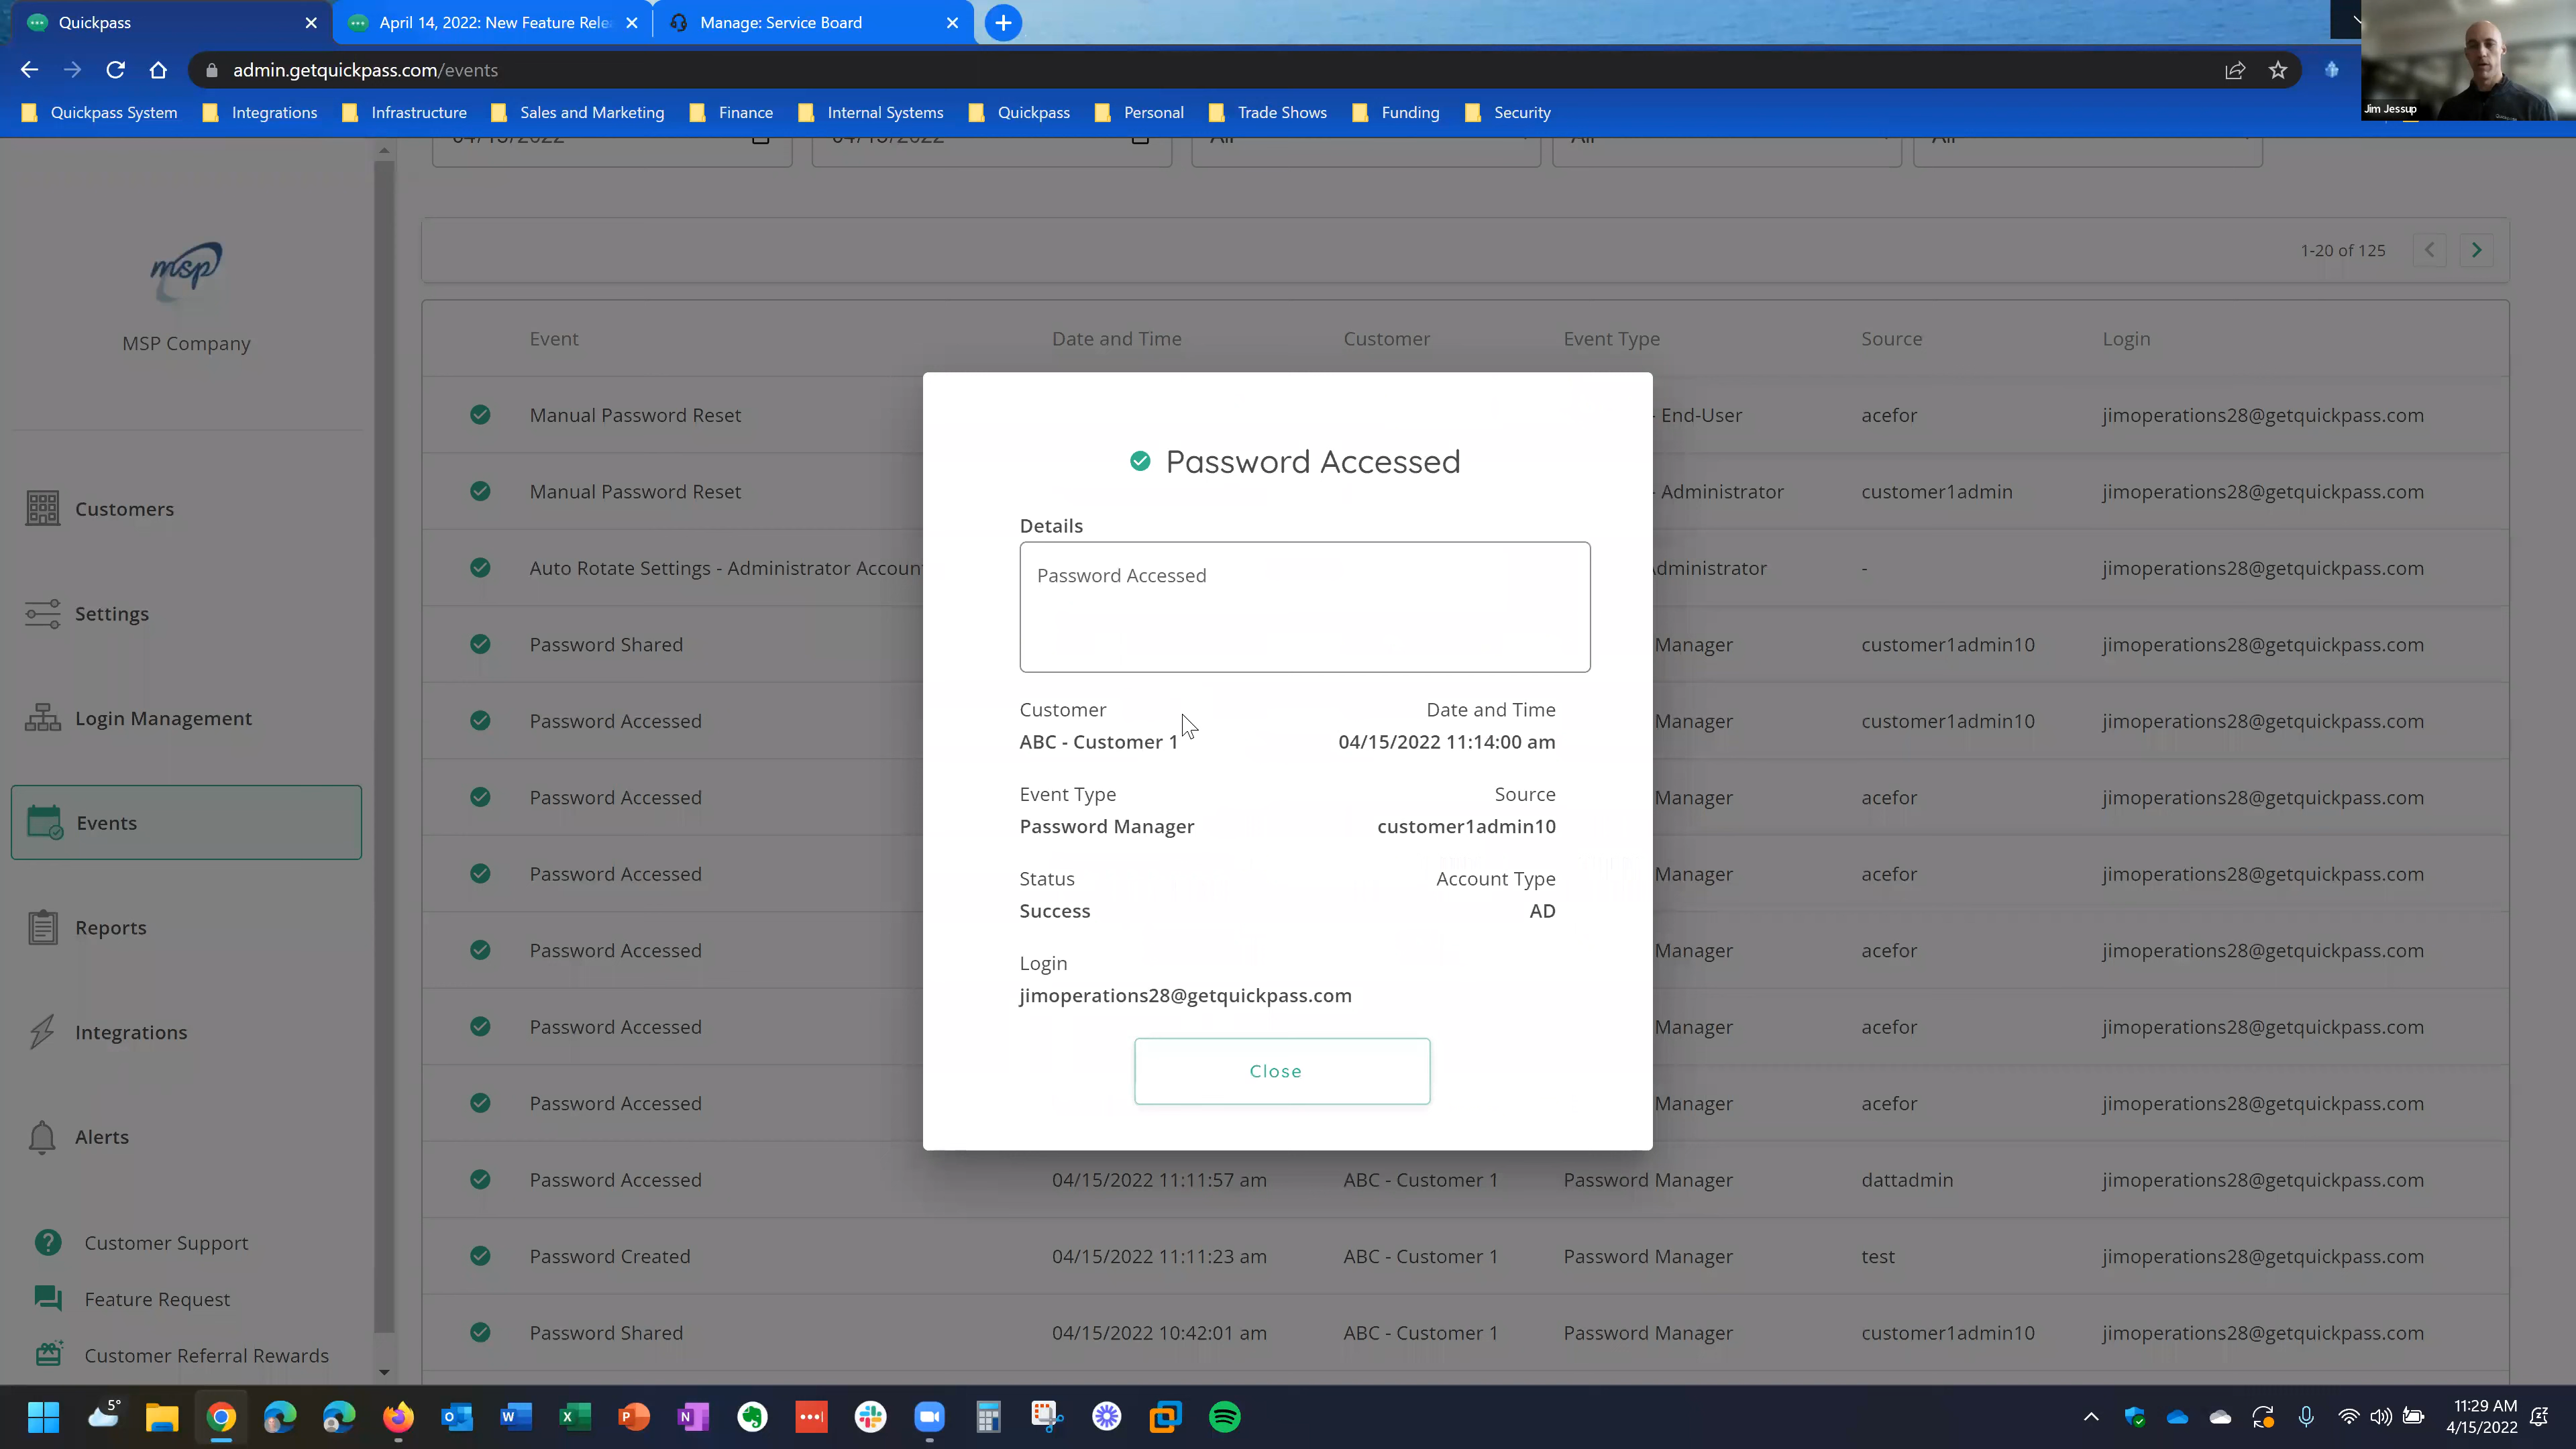 Quickpass
April 14, 2022: New Feature Relea
Manage: Service Board
admin.getquickpass.com/events
Jim Jessup
Quickpass System
Integrations
Infrastructure
Sales and Marketing
Finance
Internal Systems
Quickpass
Personal
Trade Shows
Funding
Security
04/15/2022
04/15/2022
All
All
All
msp
MSP Company
1-20 of 125
Event
Date and Time
Customer
Event Type
Source
Login
Manual Password Reset
- End-User
acefor
jimoperations28@getquickpass.com
Manual Password Reset
- Administrator
customer1admin
jimoperations28@getquickpass.com
Auto Rotate Settings - Administrator Accoun
Administrator
-
jimoperations28@getquickpass.com
Password Shared
Manager
customer1admin10
jimoperations28@getquickpass.com
Password Accessed
Manager
customer1admin10
jimoperations28@getquickpass.com
Password Accessed
Manager
acefor
jimoperations28@getquickpass.com
Password Accessed
Manager
acefor
jimoperations28@getquickpass.com
Password Accessed
Manager
acefor
jimoperations28@getquickpass.com
Password Accessed
Manager
acefor
jimoperations28@getquickpass.com
Password Accessed
Manager
acefor
jimoperations28@getquickpass.com
Password Accessed
04/15/2022 11:11:57 am
ABC - Customer 1
Password Manager
dattadmin
jimoperations28@getquickpass.com
Password Created
04/15/2022 11:11:23 am
ABC - Customer 1
Password Manager
test
jimoperations28@getquickpass.com
Password Shared
04/15/2022 10:42:01 am
ABC - Customer 1
Password Manager
customer1admin10
jimoperations28@getquickpass.com
Customers
Settings
Login Management
Events
Reports
Integrations
Alerts
Customer Support
Feature Request
Customer Referral Rewards
Password Accessed
Details
Password Accessed
Customer
Date and Time
ABC - Customer 1
04/15/2022 11:14:00 am
Event Type
Source
Password Manager
customer1admin10
Status
Account Type
Success
AD
Login
jimoperations28@getquickpass.com
Close
5°
11:29 AM
4/15/2022